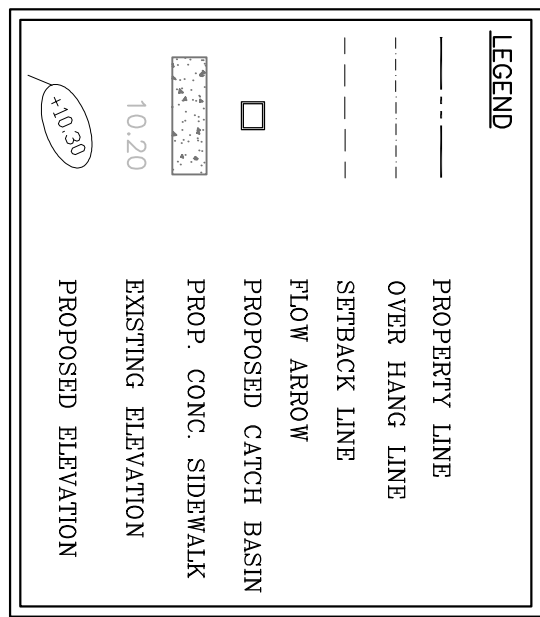 LEGEND
PROPERTY LINE
OVER HANG LINE
SETBACK LINE
FLOW ARROW
PROPOSED CATCH BASIN
PROP. CONC. SIDEWALK
10.20 EXISTING ELEVATION
+10.30 PROPOSED ELEVATION